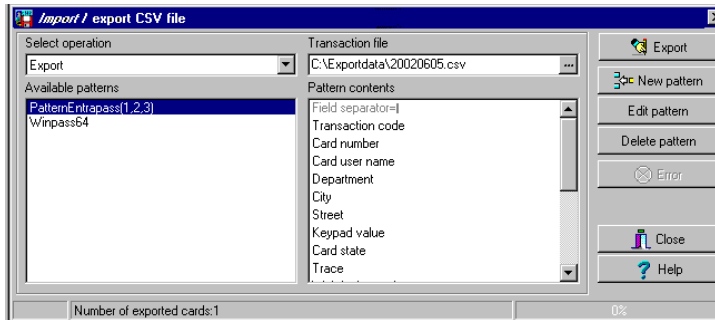 Import / export CSV file
Select operation
Export
Transaction file
C:\Exportdata\20020605.csv
...
Available patterns
PatternEntrapass(1,2,3)
Winpass64
Pattern contents
Field separator=|
Transaction code
Card number
Card user name
Department
City
Street
Keypad value
Card state
Trace
Export
New pattern
Edit pattern
Delete pattern
Error
Close
Help
Number of exported cards:1
0%